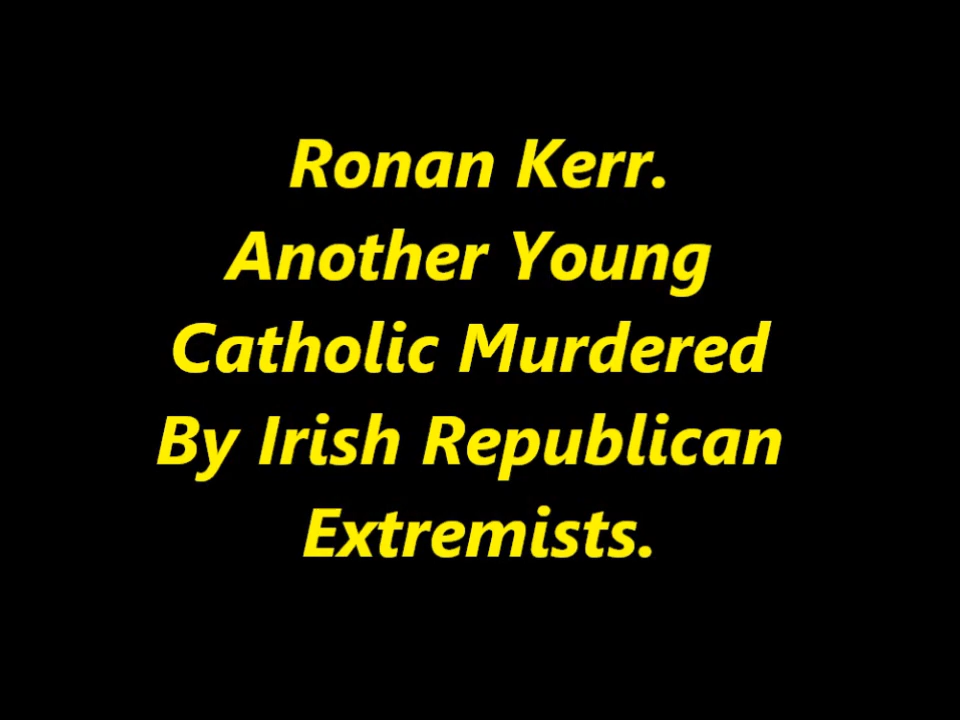 Ronan Kerr.
Another Young
Catholic Murdered
By Irish Republican
Extremists.